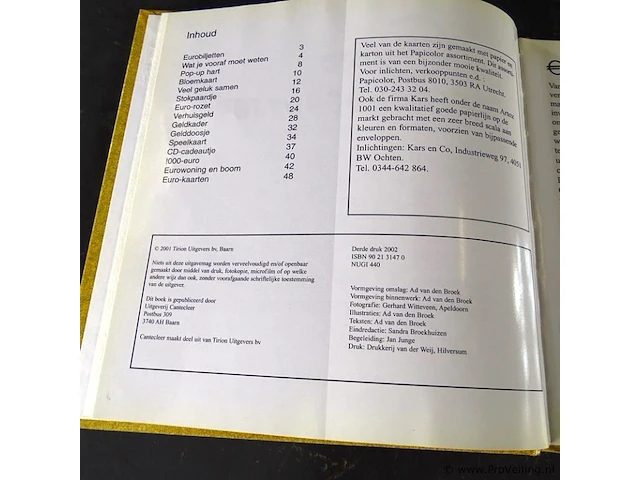 Inhoud
3
Eurobiljetten 4
Wat je vooraf moet weten 8
Pop-up hart 10
Bloemkaart 12
Veel geluk samen 16
Stokpaardje 20
Euro-rozet 24
Verhuisgeld 28
Geldkader 32
Gelddoosje 34
Speelkaart 37
CD-cadeautje 40
!000-euro 42
Eurowoning en boom 48
Euro-kaarten
Veel van de kaarten zijn gemaakt met papier en
karton uit het Papicolor assortiment. Dit assorti-
ment is van een bijzonder mooie kwaliteit.
Voor inlichten, verkooppunten e.d. :
Papicolor, Postbus 8010, 3503 RA Utrecht.
Tel. 030-243 32 04.
Ook de firma Kars heeft onder de naam Artoz
1001 een kwalitatief goede papierlijn op de
markt gebracht met een zeer breed scala aan
kleuren en formaten, voorzien van bijpassende
enveloppen.
Inlichtingen: Kars en Co, Industrieweg 97, 4051
BW Ochten.
Tel. 0344-642 864.
© 2001 Tirion Uitgevers bv, Baarn
Niets uit deze uitgavemag worden verveelvoudigd en/of openbaar
gemaakt door middel van druk, fotokopie, microfilm of op welke
andere wijze dan ook, zonder voorafgaande schriftelijke toestemming
van de uitgever.
Dit boek is gepubliceerd door
Uitgeverij Cantecleer
Postbus 309
3740 AH Baarn
Cantecleer maakt deel uit van Tirion Uitgevers bv
Derde druk 2002
ISBN 90 21 3147 0
NUGI 440
Vormgeving omslag: Ad van den Broek
Vormgeving binnenwerk: Ad van den Broek
Fotografie: Gerhard Witteveen, Apeldoorn
Illustraties: Ad van den Broek
Teksten: Ad van den Broek
Eindredactie: Sandra Broekhuizen
Begeleiding: Jan Junge
Druk: Drukkerij van der Weij, Hilversum
© www.ProVeiling.nl